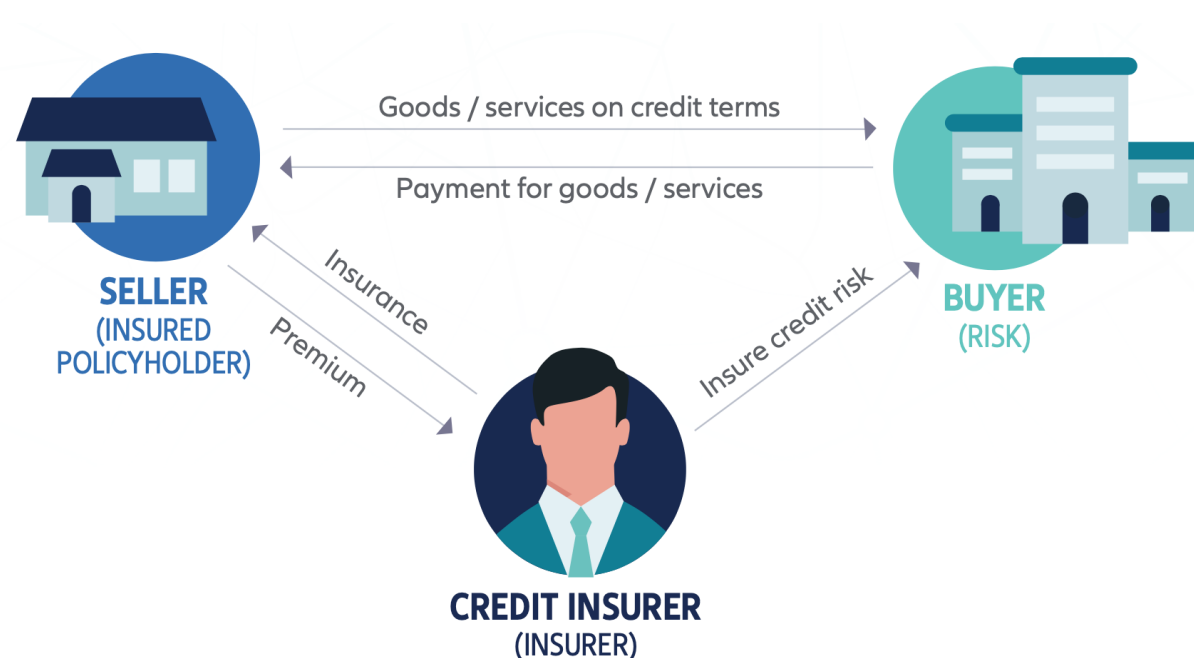 Goods / services on credit terms
Payment for goods / services
SELLER
(INSURED
POLICYHOLDER)
Insurance
Premium
Insure credit risk
BUYER
(RISK)
CREDIT INSURER
(INSURER)